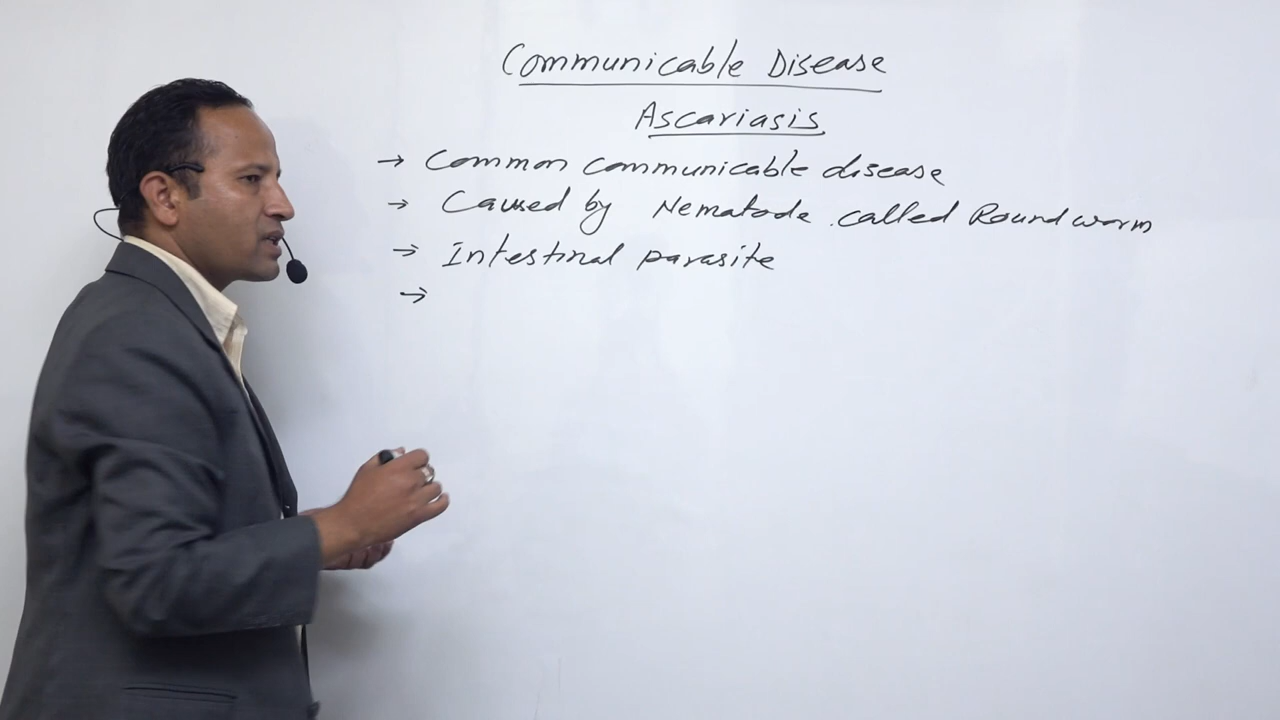 Communicable Disease
Ascariasis
→ Common communicable disease
→ Caused by Nematode called Roundworm
→ Intestinal parasite
→